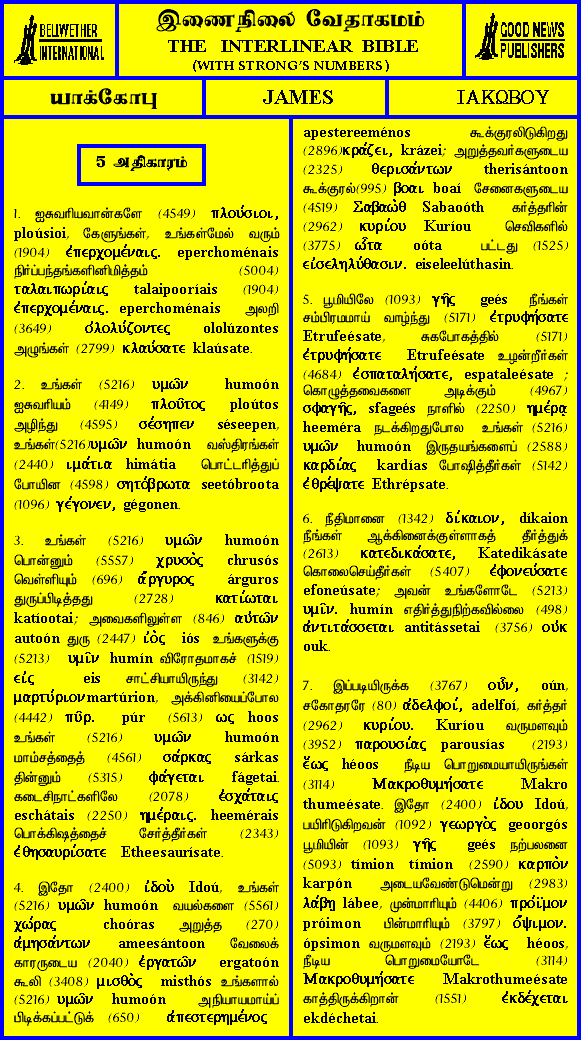 BELLWETHER
INTERNATIONAL
இணைநிலை வேதாகமம்
THE INTERLINEAR BIBLE
(WITH STRONG'S NUMBERS)
GOOD NEWS
PUBLISHERS
யாக்கோபு
JAMES
ΙΑΚΩΒΟΥ
5 அதிகாரம்
1. ஐசுவரியவான்களே (4549) πλούσιοι,
ploúsioi, கேளுங்கள், உங்கள்மேல் வரும்
(1904) ἐπερχομέναις. eperchoménais
நிர்ப்பந்தங்களினிமித்தம் (5004)
ταλαιπωρίαις talaipooríais (1904)
ἐπερχομέναις. eperchoménais அலறி
(3649) ὀλολύζοντες ololúzontes
அழுங்கள் (2799) κλαύσατε klaúsate.
2. உங்கள் (5216) υμῶν humoón
ஐசுவரியம் (4149) πλοῦτος ploútos
அழிந்து (4595) σέσηπεν séseepen,
உங்கள்(5216)υμῶν humoón வஸ்திரங்கள்
(2440) ιμάτια himátia பொட்டரித்துப்
போயின (4598) σητόβρωτα seetóbroota
(1096) γέγονεν, gégonen.
3. உங்கள் (5216) υμῶν humoón
பொன்னும் (5557) χρυσὸς chrusós
வெள்ளியும் (696) ἄργυρος árguros
துருப்பிடித்தது (2728) κατίωται
katíootai; அவைகளிலுள்ள (846) αὐτῶν
autoón துரு (2447) ἰὸς iós உங்களுக்கு
(5213) υμῖν humín விரோதமாகச் (1519)
εἰς eis சாட்சியாயிருந்து (3142)
μαρτύριονmartúrion, அக்கினியைப்போல
(4442) πῦρ. púr (5613) ως hoos
உங்கள் (5216) υμῶν humoón
மாம்சத்தைத் (4561) σάρκας sárkas
தின்னும் (5315) φάγεται fágetai.
கடைசிநாட்களிலே (2078) ἐσχάταις
eschátais (2250) ημέραις. heemérais
பொக்கிஷத்தைச் சேர்த்தீர்கள் (2343)
ἐθησαυρίσατε Etheesaurísate.
4. இதோ (2400) ἰδοὺ Idoú, உங்கள்
(5216) υμῶν humoón வயல்களை (5561)
χώρας choóras அறுத்த (270)
ἀμησάντων ameesántoon வேலைக்
காரருடைய (2040) ἐργατῶν ergatoón
கூலி (3408) μισθὸς misthós உங்களால்
(5216) υμῶν humoón அநியாயமாய்ப்
பிடிக்கப்பட்டுக் (650) ἀπεστερημένος
apestereeménos கூக்குரலிடுகிறது
(2896)κράζει, krázei; அறுத்தவர்களுடைய
(2325) θερισάντων therisántoon
கூக்குரல்(995) βοαι boaí சேனைகளுடைய
(4519) Σαβαὼθ Sabaoóth கர்த்தரின்
(2962) κυρίου Kuríou செவிகளில்
(3775) ὦτα oóta பட்டது (1525)
εἰσεληλύθασιν. eiseleelúthasin.
5. பூமியிலே (1093) γῆς geés நீங்கள்
சம்பிரமமாய் வாழ்ந்து (5171) ἐτρυφήσατε
Etrufeésate, சுகபோகத்தில் (5171)
ἐτρυφήσατε Etrufeésate உழன்றீர்கள்
(4684) ἐσπαταλήσατε, espataleésate ;
கொழுத்தவைகளை அடிக்கும் (4967)
σφαγῆς, sfageés நாளில் (2250) ημέρᾳ
heeméra நடக்கிறதுபோல உங்கள் (5216)
υμῶν humoón இருதயங்களைப் (2588)
καρδίας kardías போஷித்தீர்கள் (5142)
ἐθρέψατε Ethrépsate.
6. நீதிமானை (1342) δίκαιον, díkaion
நீங்கள் ஆக்கினைக்குள்ளாகத் தீர்த்துக்
(2613) κατεδικάσατε, Katedikásate
கொலைசெய்தீர்கள் (5407) ἐφονεύσατε
efoneúsate; அவன் உங்களோடே (5213)
υμῖν. humín எதிர்த்துநிற்கவில்லை (498)
ἀντιτάσσεται antitássetai (3756) οὐκ
ouk.
7. இப்படியிருக்க (3767) οὖν, oún,
சகோதரரே (80) ἀδελφοί, adelfoí, கர்த்தர்
(2962) κυρίου. Kuríou வருமளவும்
(3952) παρουσίας parousías (2193)
ἕως héoos நீடிய பொறுமையாயிருங்கள்
(3114) Μακροθυμήσατε Makro
thumeésate. இதோ (2400) ἰδου Idoú,
பயிரிடுகிறவன் (1092) γεωργὸς geoorgós
பூமியின் (1093) γῆς geés நற்பலனை
(5093) tímion tímion (2590) καρπὸν
karpón அடையவேண்டுமென்று (2983)
λάβῃ lábee, முன்மாரியும் (4406) πρόϊμον
próimon பின்மாரியும் (3797) ὄψιμον.
ópsimon வருமளவும் (2193) ἕως héoos,
நீடிய பொறுமையோடே (3114)
Μακροθυμήσατε Makrothumeésate
காத்திருக்கிறான் (1551) ἐκδέχεται
ekdéchetai.